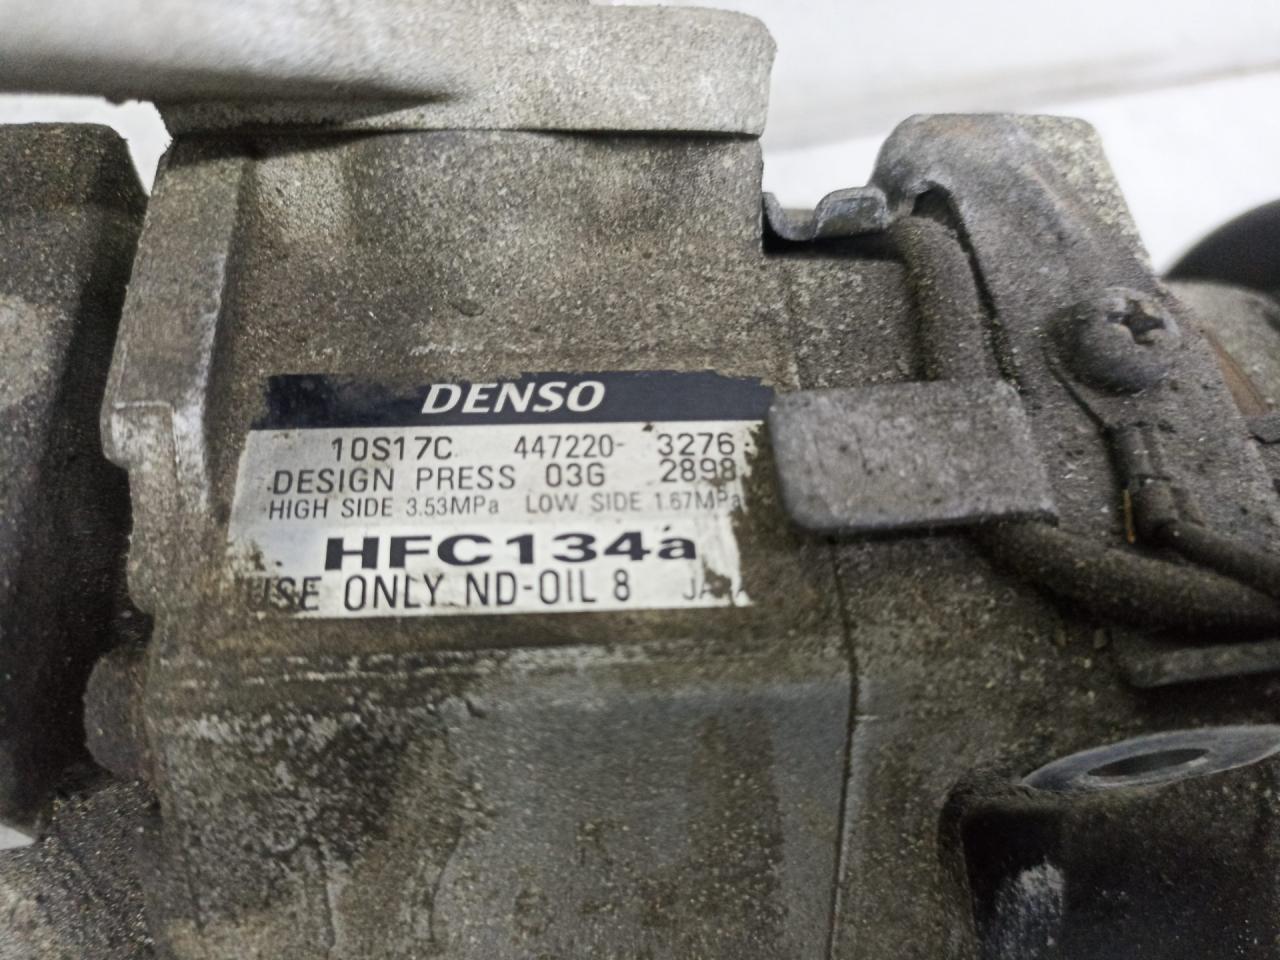 DENSO
10S17C 447220- 3276
DESIGN PRESS 03G 2898
HIGH SIDE 3.53MPa LOW SIDE 1.67MPa
HFC134a
USE ONLY ND-OIL 8